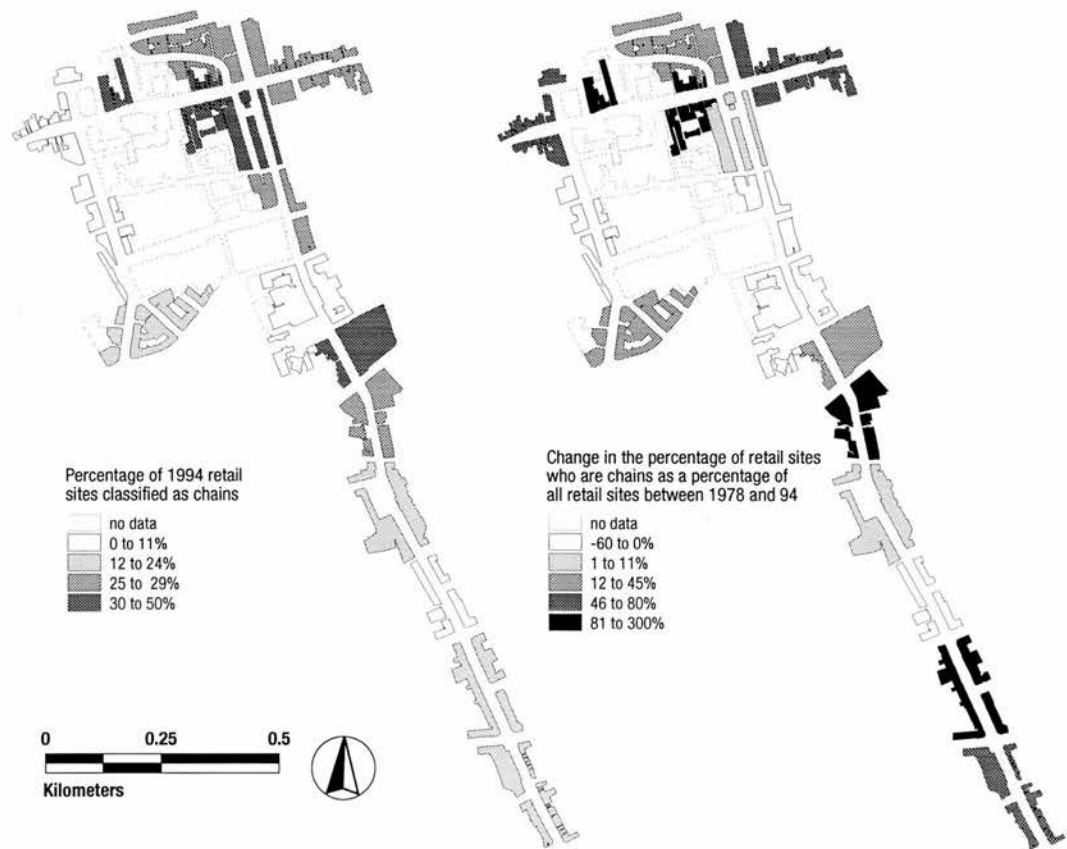 Percentage of 1994 retail
sites classified as chains
no data
0 to 11%
12 to 24%
25 to 29%
30 to 50%
Change in the percentage of retail sites
who are chains as a percentage of
all retail sites between 1978 and 94
no data
-60 to 0%
1 to 11%
12 to 45%
46 to 80%
81 to 300%
0 0.25 0.5
Kilometers